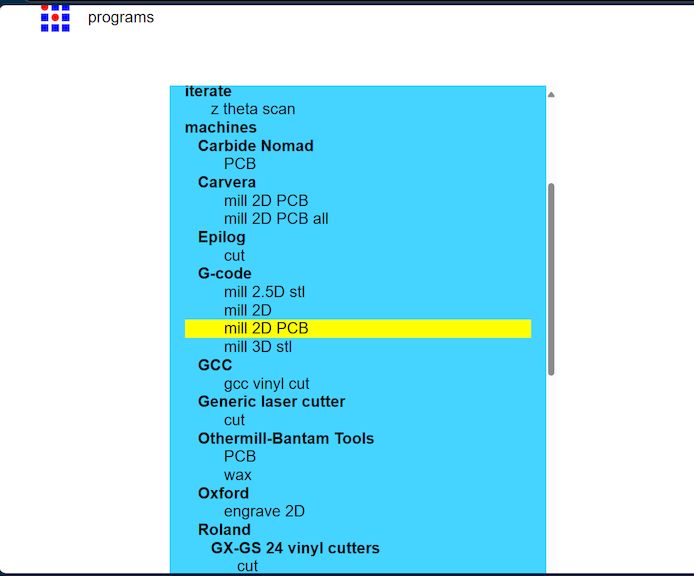 programs
iterate
z theta scan
machines
Carbide Nomad
PCB
Carvera
mill 2D PCB
mill 2D PCB all
Epilog
cut
G-code
mill 2.5D stl
mill 2D
mill 2D PCB
mill 3D stl
GCC
gcc vinyl cut
Generic laser cutter
cut
Othermill-Bantam Tools
PCB
wax
Oxford
engrave 2D
Roland
GX-GS 24 vinyl cutters
cut